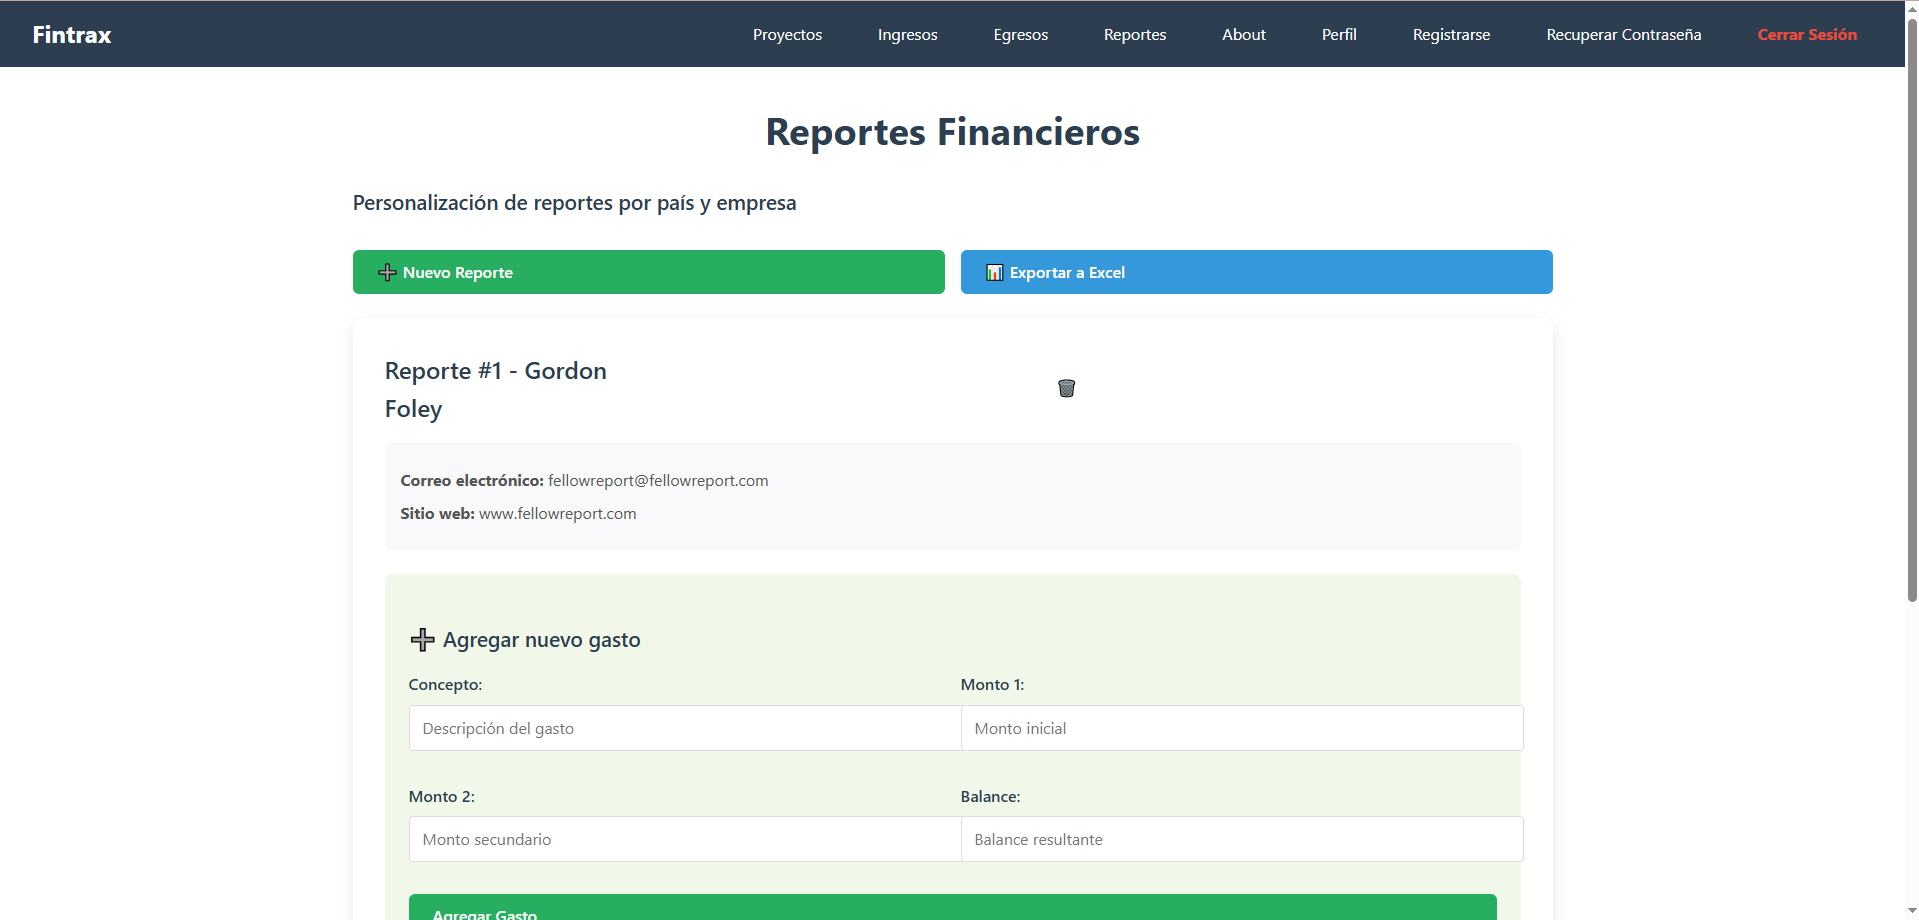 Fintrax
Proyectos
Ingresos
Egresos
Reportes
About
Perfil
Registrarse
Recuperar Contraseña
Cerrar Sesión
Reportes Financieros
Personalización de reportes por país y empresa
Nuevo Reporte
Exportar a Excel
Reporte #1 - Gordon
Foley
Correo electrónico: fellowreport@fellowreport.com
Sitio web: www.fellowreport.com
Agregar nuevo gasto
Concepto:
Monto 1:
Descripción del gasto
Monto inicial
Monto 2:
Balance:
Monto secundario
Balance resultante
Agregar Gasto